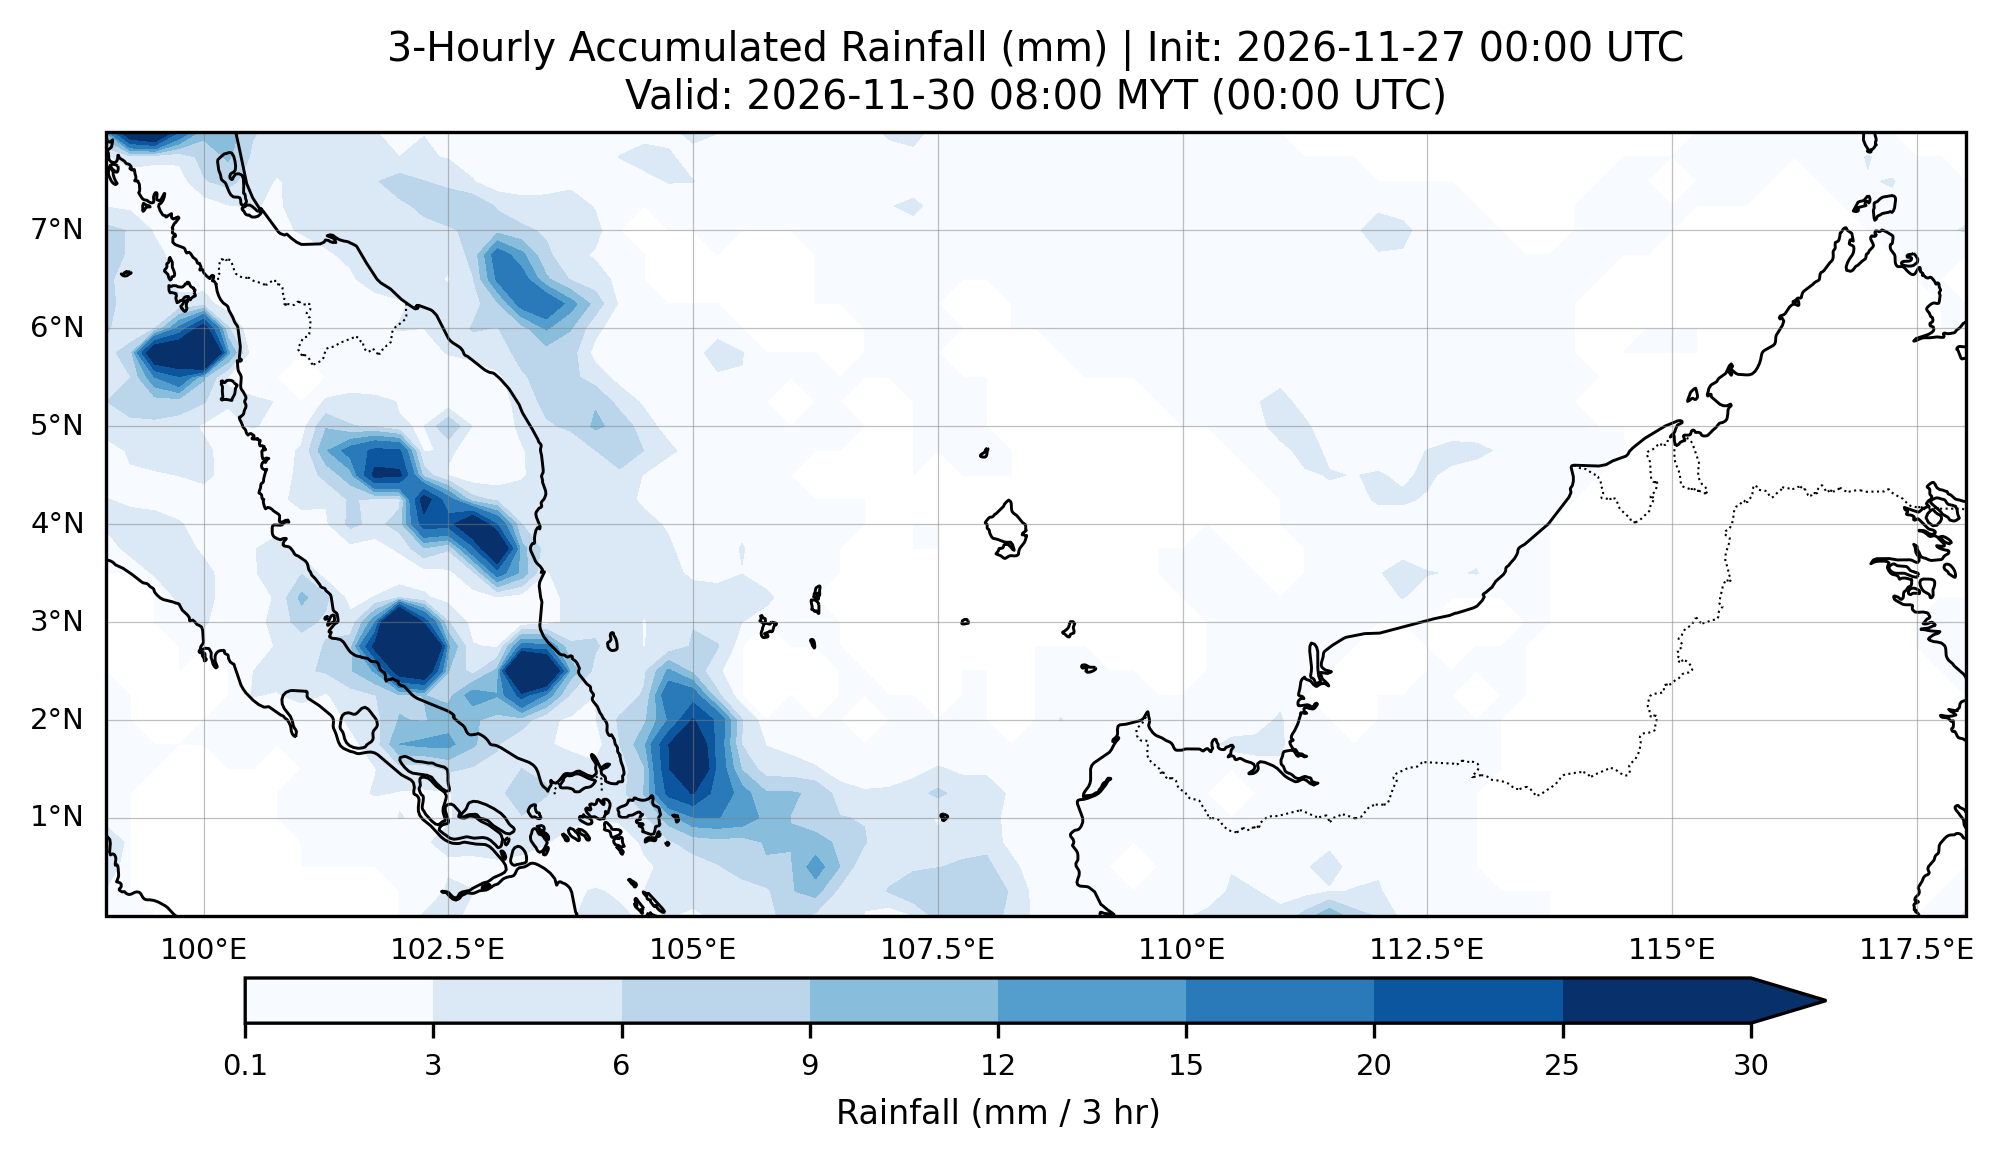 3-Hourly Accumulated Rainfall (mm) | Init: 2026-11-27 00:00 UTC
Valid: 2026-11-30 08:00 MYT (00:00 UTC)
7°N
6°N
5°N
4°N
3°N
2°N
1°N
100°E 102.5°E 105°E 107.5°E 110°E 112.5°E 115°E 117.5°E
0.1 3 6 9 12 15 20 25 30
Rainfall (mm / 3 hr)